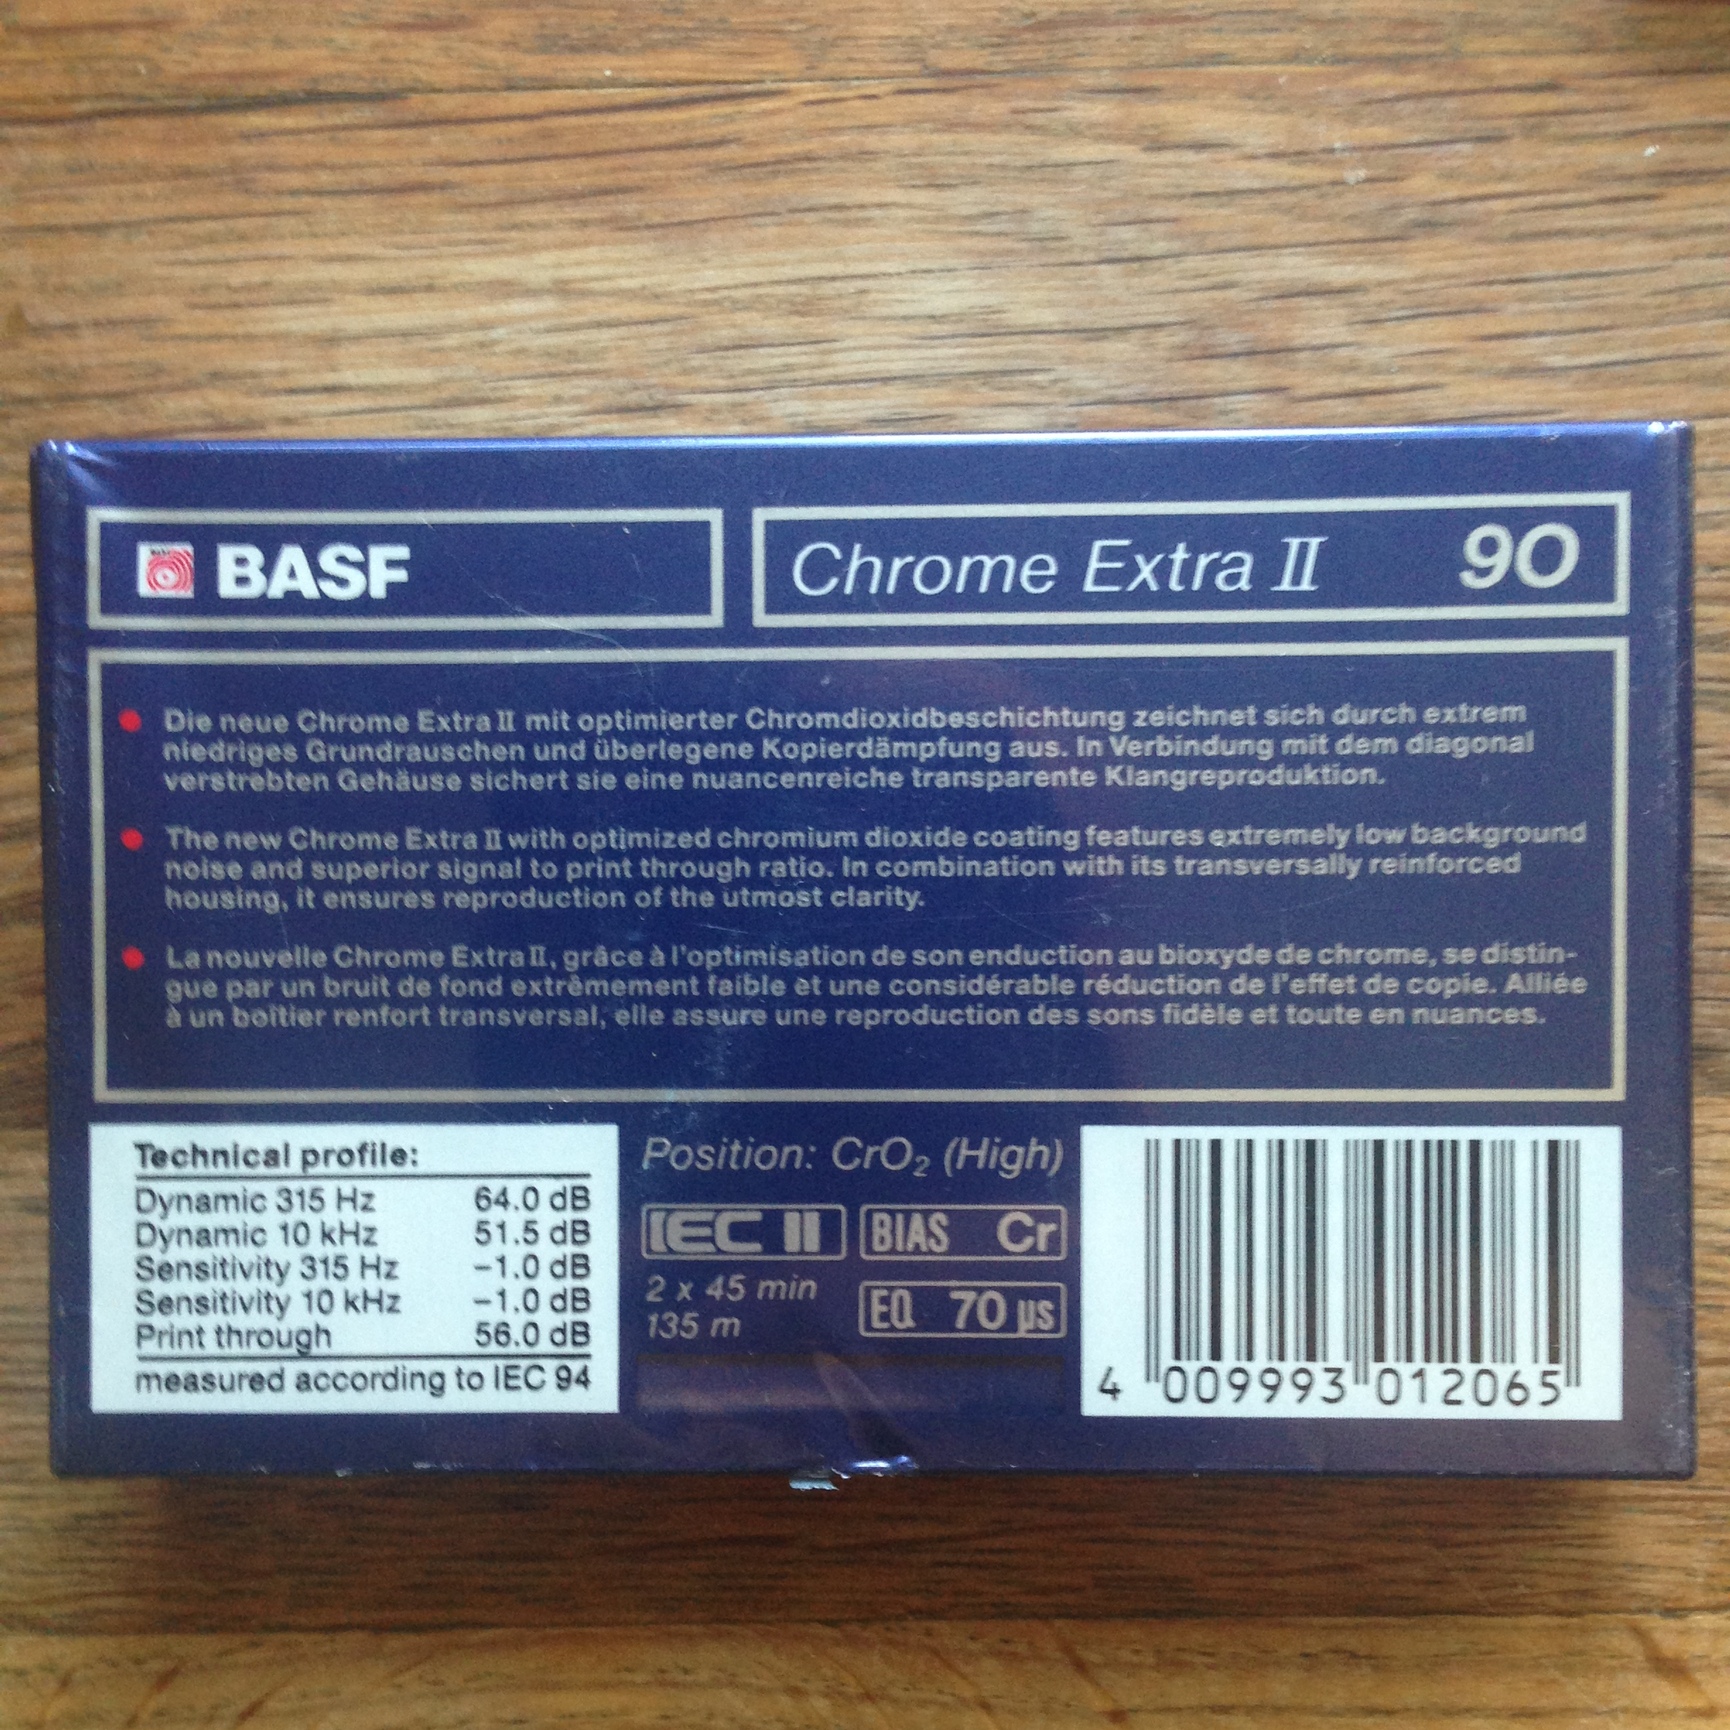 BASF
Chrome Extra II 90
Die neue Chrome Extra II mit optimierter Chromdioxidbeschichtung zeichnet sich durch extrem
niedriges Grundrauschen und überlegene Kopierdämpfung aus. In Verbindung mit dem diagonal
verstrebten Gehäuse sichert sie eine nuancenreiche transparente Klangreproduktion.
The new Chrome Extra II with optimized chromium dioxide coating features extremely low background
noise and superior signal to print through ratio. In combination with its transversally reinforced
housing, it ensures reproduction of the utmost clarity.
La nouvelle Chrome Extra II, grâce à l'optimisation de son enduction au bioxyde de chrome, se distin-
gue par un bruit de fond extrêmement faible et une considérable réduction de l'effet de copie. Alliée
à un boîtier renfort transversal, elle assure une reproduction des sons fidèle et toute en nuances.
Technical profile:
Dynamic 315 Hz 64.0 dB
Dynamic 10 kHz 51.5 dB
Sensitivity 315 Hz –1.0 dB
Sensitivity 10 kHz –1.0 dB
Print through 56.0 dB
measured according to IEC 94
Position: CrO₂ (High)
IEC II BIAS Cr
2 x 45 min
135 m
EQ 70 µs
4 009993 012065